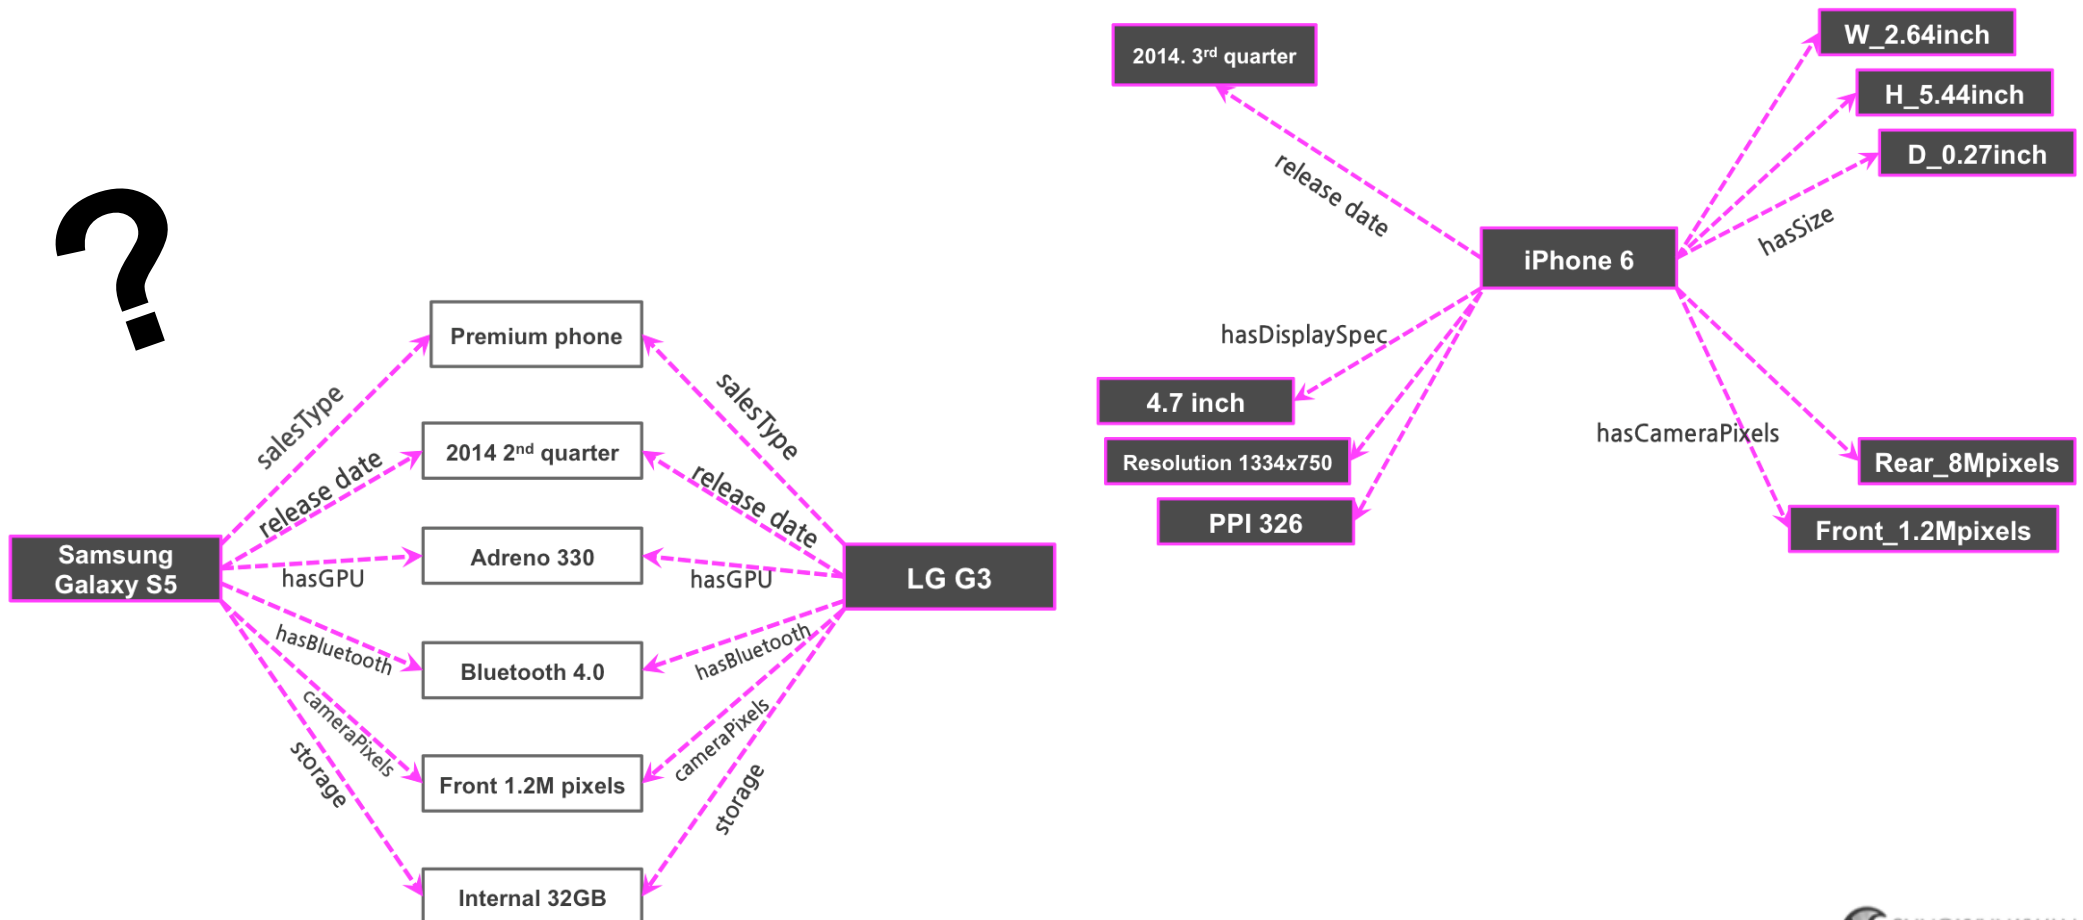 ?
Premium phone
salesType
salesType
2014 2nd quarter
release date
release date
Samsung
Galaxy S5
Adreno 330
LG G3
hasGPU
hasGPU
hasBluetooth
hasBluetooth
Bluetooth 4.0
cameraPixels
cameraPixels
Front 1.2M pixels
storage
storage
Internal 32GB
2014. 3rd quarter
release date
W_2.64inch
H_5.44inch
D_0.27inch
hasSize
iPhone 6
hasDisplaySpec
4.7 inch
Resolution 1334x750
PPI 326
hasCameraPixels
Rear_8Mpixels
Front_1.2Mpixels